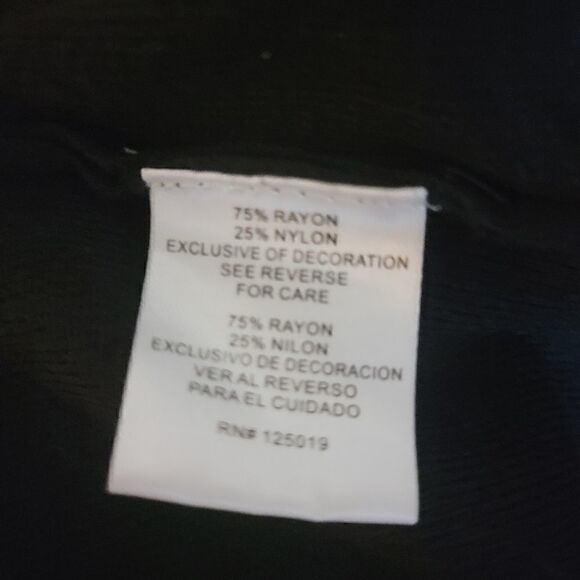 75% RAYON
25% NYLON
EXCLUSIVE OF DECORATION
SEE REVERSE
FOR CARE
75% RAYON
25% NILON
EXCLUSIVO DE DECORACION
VER AL REVERSO
PARA EL CUIDADO
RN# 125019